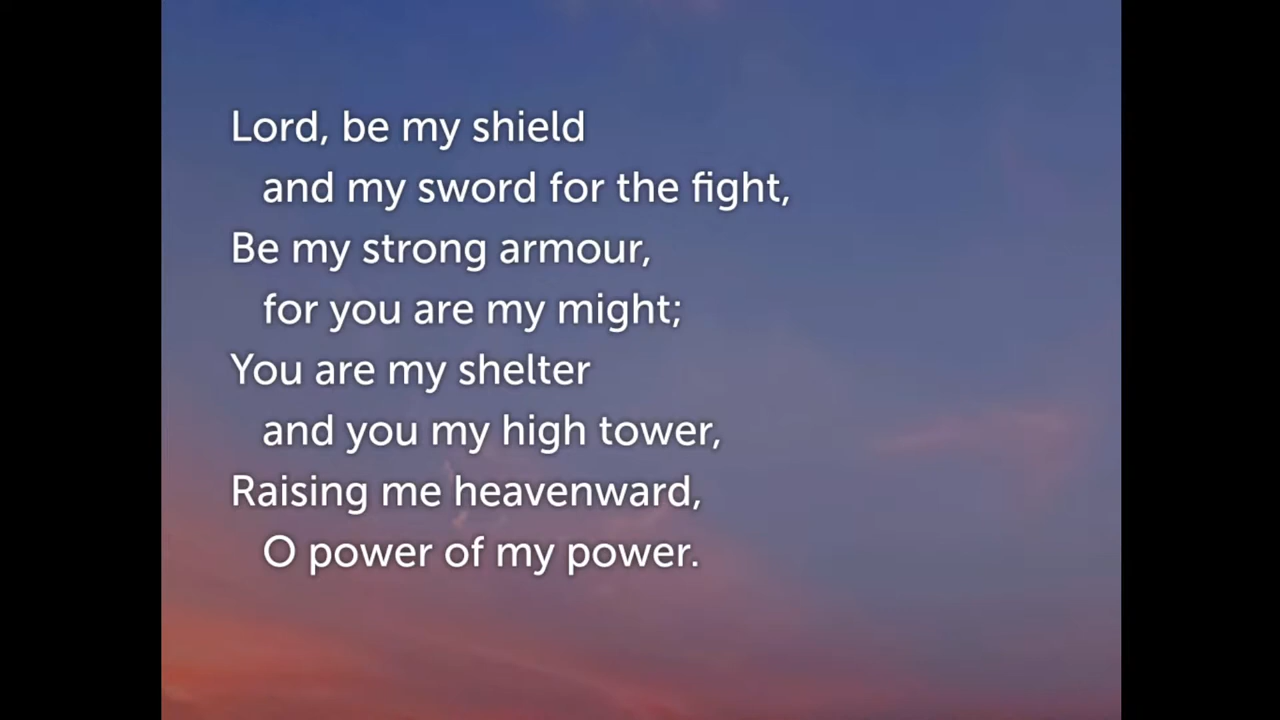 Lord, be my shield
and my sword for the fight,
Be my strong armour,
for you are my might;
You are my shelter
and you my high tower,
Raising me heavenward,
O power of my power.